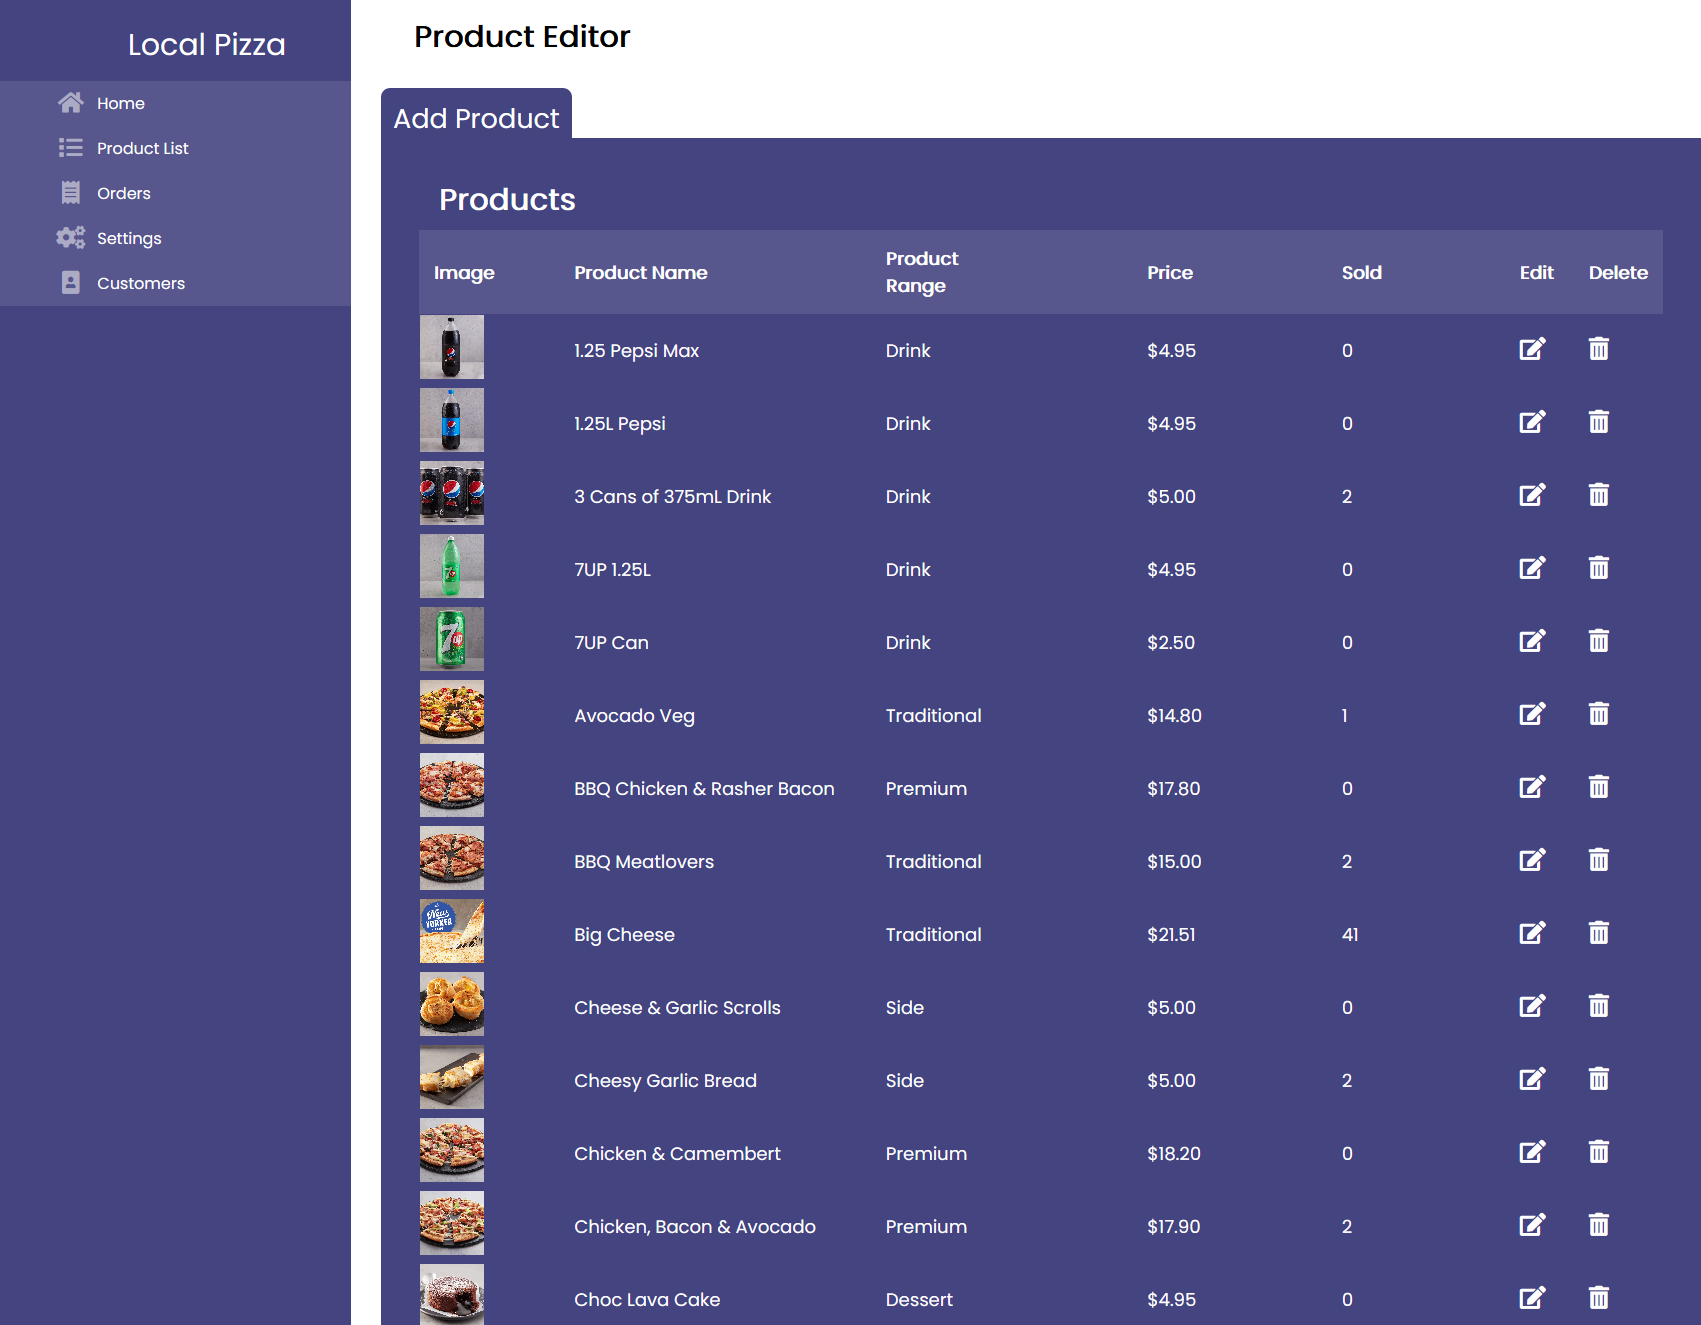 Local Pizza
Home
Product List
Orders
Settings
Customers
Product Editor
Add Product
Products
Image Product Name Product Range Price Sold Edit Delete
1.25 Pepsi Max Drink $4.95 0
1.25L Pepsi Drink $4.95 0
3 Cans of 375mL Drink Drink $5.00 2
7UP 1.25L Drink $4.95 0
7UP Can Drink $2.50 0
Avocado Veg Traditional $14.80 1
BBQ Chicken & Rasher Bacon Premium $17.80 0
BBQ Meatlovers Traditional $15.00 2
Big Cheese Traditional $21.51 41
Cheese & Garlic Scrolls Side $5.00 0
Cheesy Garlic Bread Side $5.00 2
Chicken & Camembert Premium $18.20 0
Chicken, Bacon & Avocado Premium $17.90 2
Choc Lava Cake Dessert $4.95 0